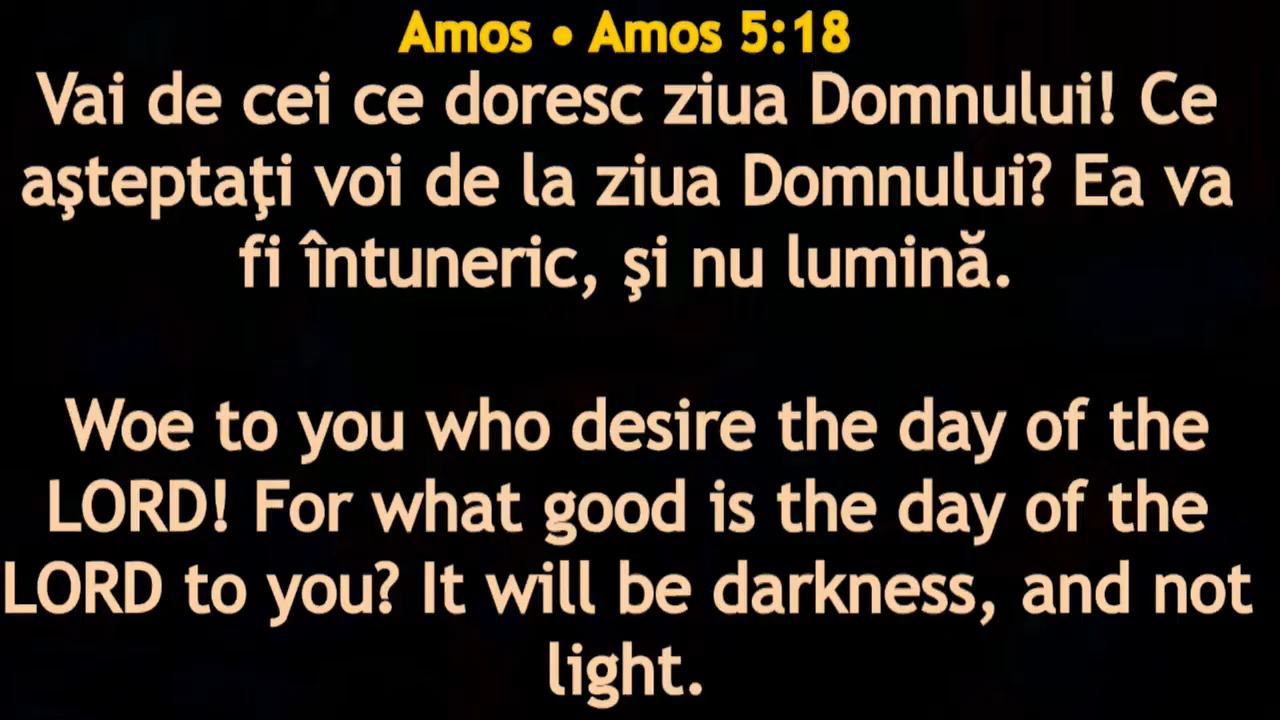 Amos • Amos 5:18
Vai de cei ce doresc ziua Domnului! Ce
aşteptaţi voi de la ziua Domnului? Ea va
fi întuneric, şi nu lumină.
Woe to you who desire the day of the
LORD! For what good is the day of the
LORD to you? It will be darkness, and not
light.